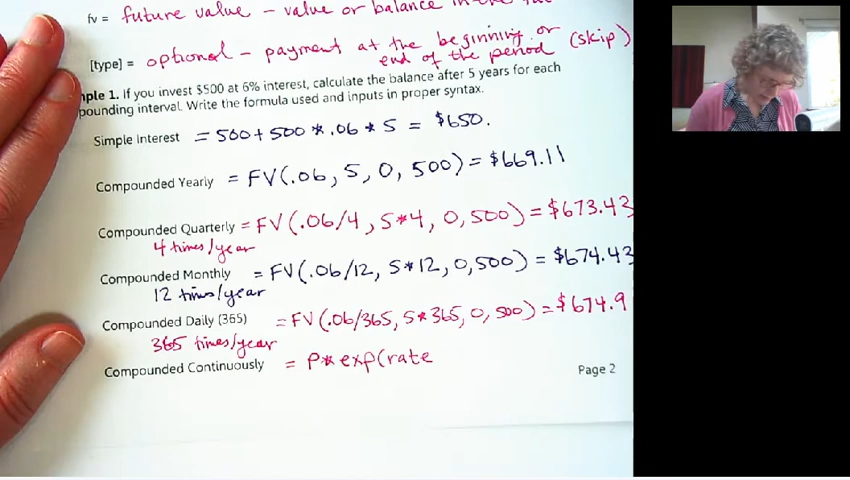 fv = future value - value or balance in the
[type] = optional - payment at the beginning or
end of the period (skip)
ple 1. If you invest $500 at 6% interest, calculate the balance after 5 years for each
pounding interval. Write the formula used and inputs in proper syntax.
Simple Interest = 500+500*.06*5 = $650.
Compounded Yearly = FV(.06, 5, 0, 500) = $669.11
Compounded Quarterly = FV(.06/4, 5*4, 0, 500) = $673.43
4 times/year
Compounded Monthly = FV(.06/12, 5*12, 0, 500) = $674.43
12 times/year
Compounded Daily (365) = FV(.06/365, 5*365, 0, 500) = $674.9
365 times/year
Compounded Continuously = P*exp(rate
Page 2